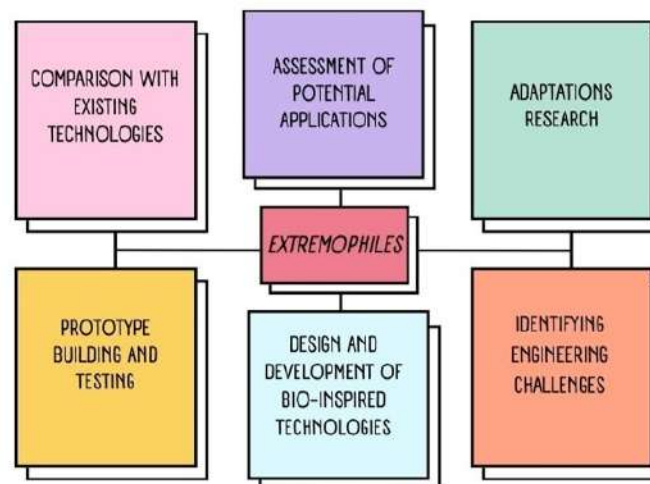 COMPARISON WITH
EXISTING
TECHNOLOGIES
ASSESSMENT OF
POTENTIAL
APPLICATIONS
ADAPTATIONS
RESEARCH
EXTREMOPHILES
PROTOTYPE
BUILDING AND
TESTING
DESIGN AND
DEVELOPMENT OF
BIO-INSPIRED
TECHNOLOGIES
IDENTIFYING
ENGINEERING
CHALLENGES